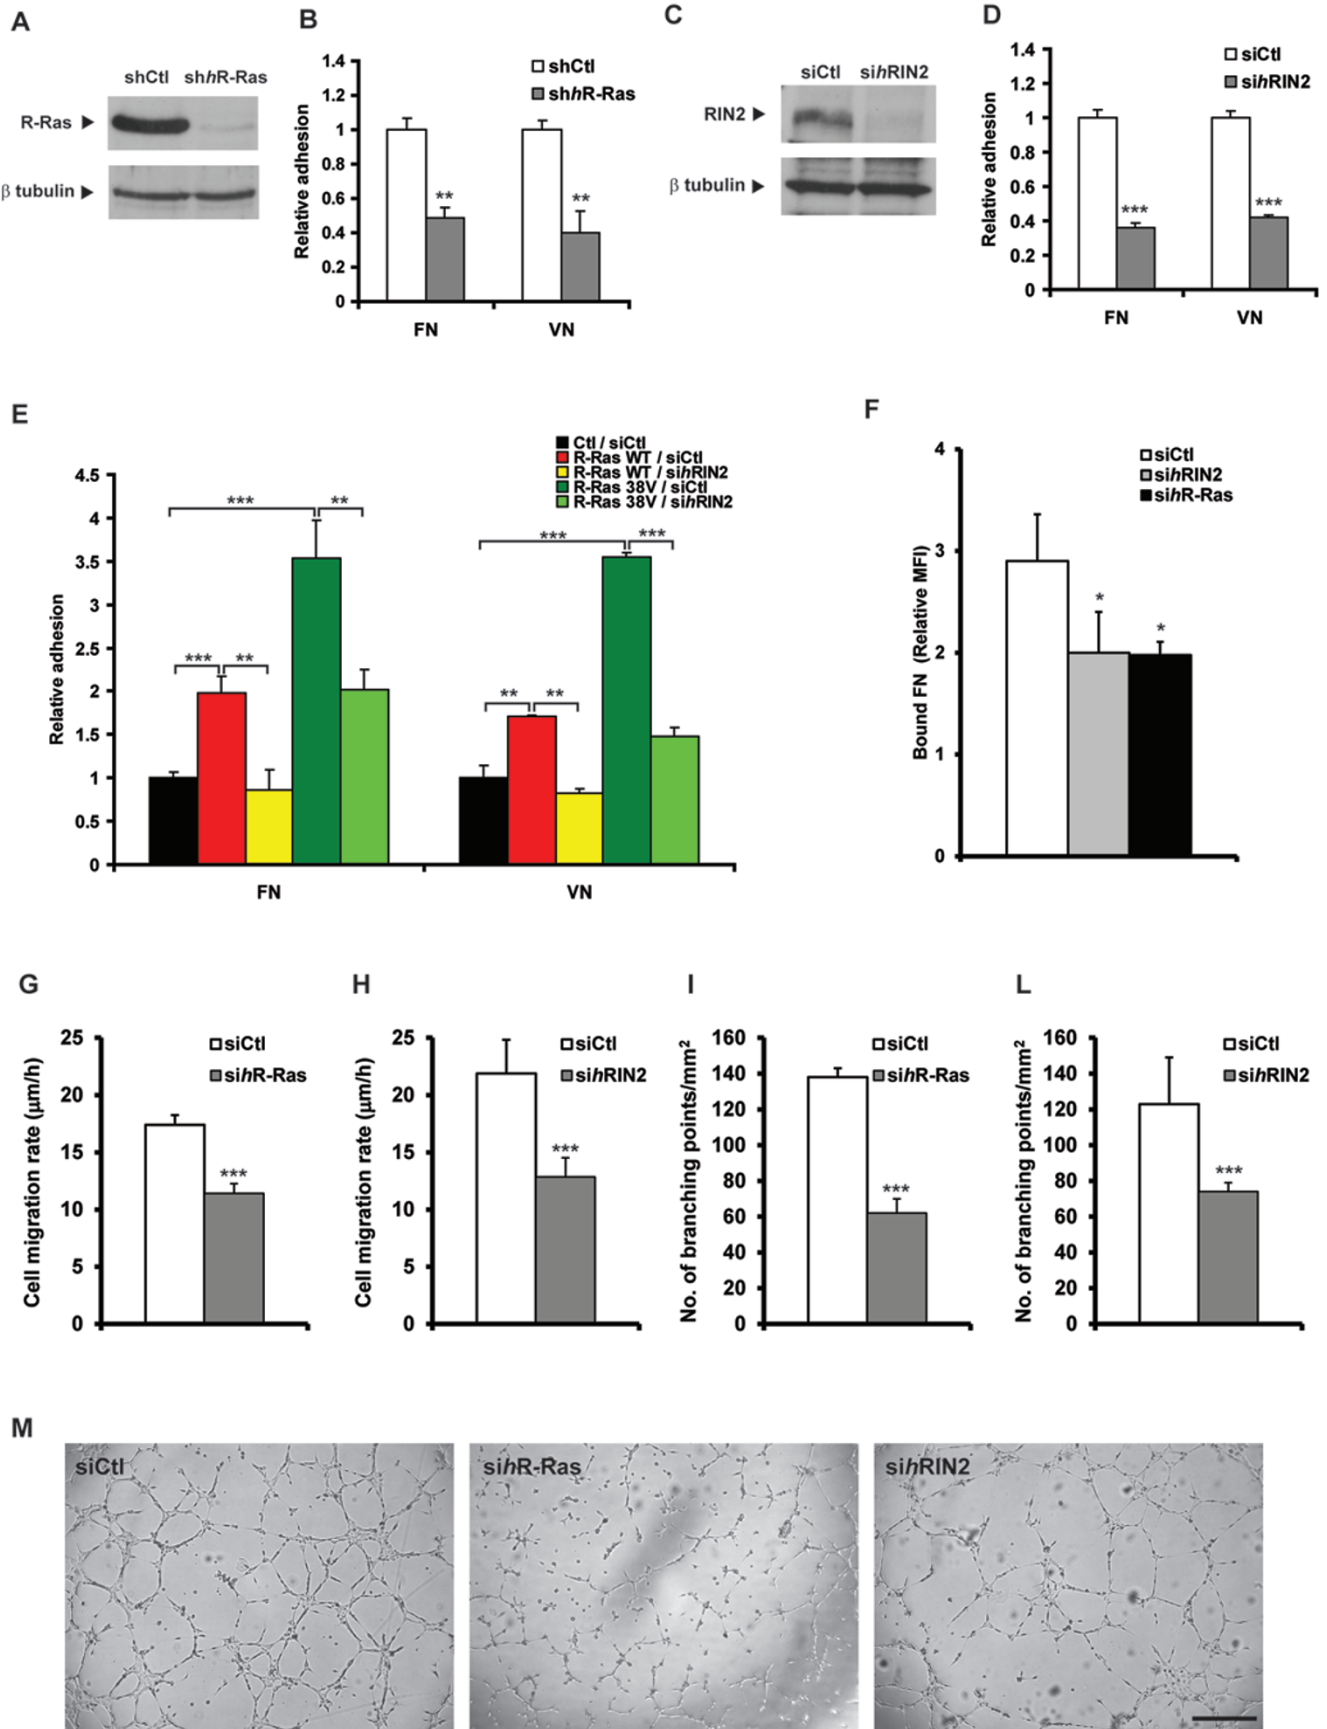 A
shCtl shhR-Ras
R-Ras
β tubulin
B
1.4
1.2
1
0.8
0.6
0.4
0.2
0
Relative adhesion
shCtl
shhR-Ras
**
**
FN
VN
C
siCtl sihRIN2
RIN2
β tubulin
D
1.4
1.2
1
0.8
0.6
0.4
0.2
0
Relative adhesion
siCtl
sihRIN2
***
***
FN
VN
E
Ctl / siCtl
R-Ras WT / siCtl
R-Ras WT / sihRIN2
R-Ras 38V / siCtl
R-Ras 38V / sihRIN2
4.5
4
3.5
3
2.5
2
1.5
1
0.5
0
Relative adhesion
*** **
*** **
*** ***
** **
FN
VN
F
4
3
2
1
0
Bound FN (Relative MFI)
siCtl
sihRIN2
sihR-Ras
*
*
G
25
20
15
10
5
0
Cell migration rate (µm/h)
siCtl
sihR-Ras
***
H
25
20
15
10
5
0
Cell migration rate (µm/h)
siCtl
sihRIN2
***
I
160
140
120
100
80
60
40
20
0
No. of branching points/mm²
siCtl
sihR-Ras
***
L
160
140
120
100
80
60
40
20
0
No. of branching points/mm²
siCtl
sihRIN2
***
M
siCtl
sihR-Ras
sihRIN2